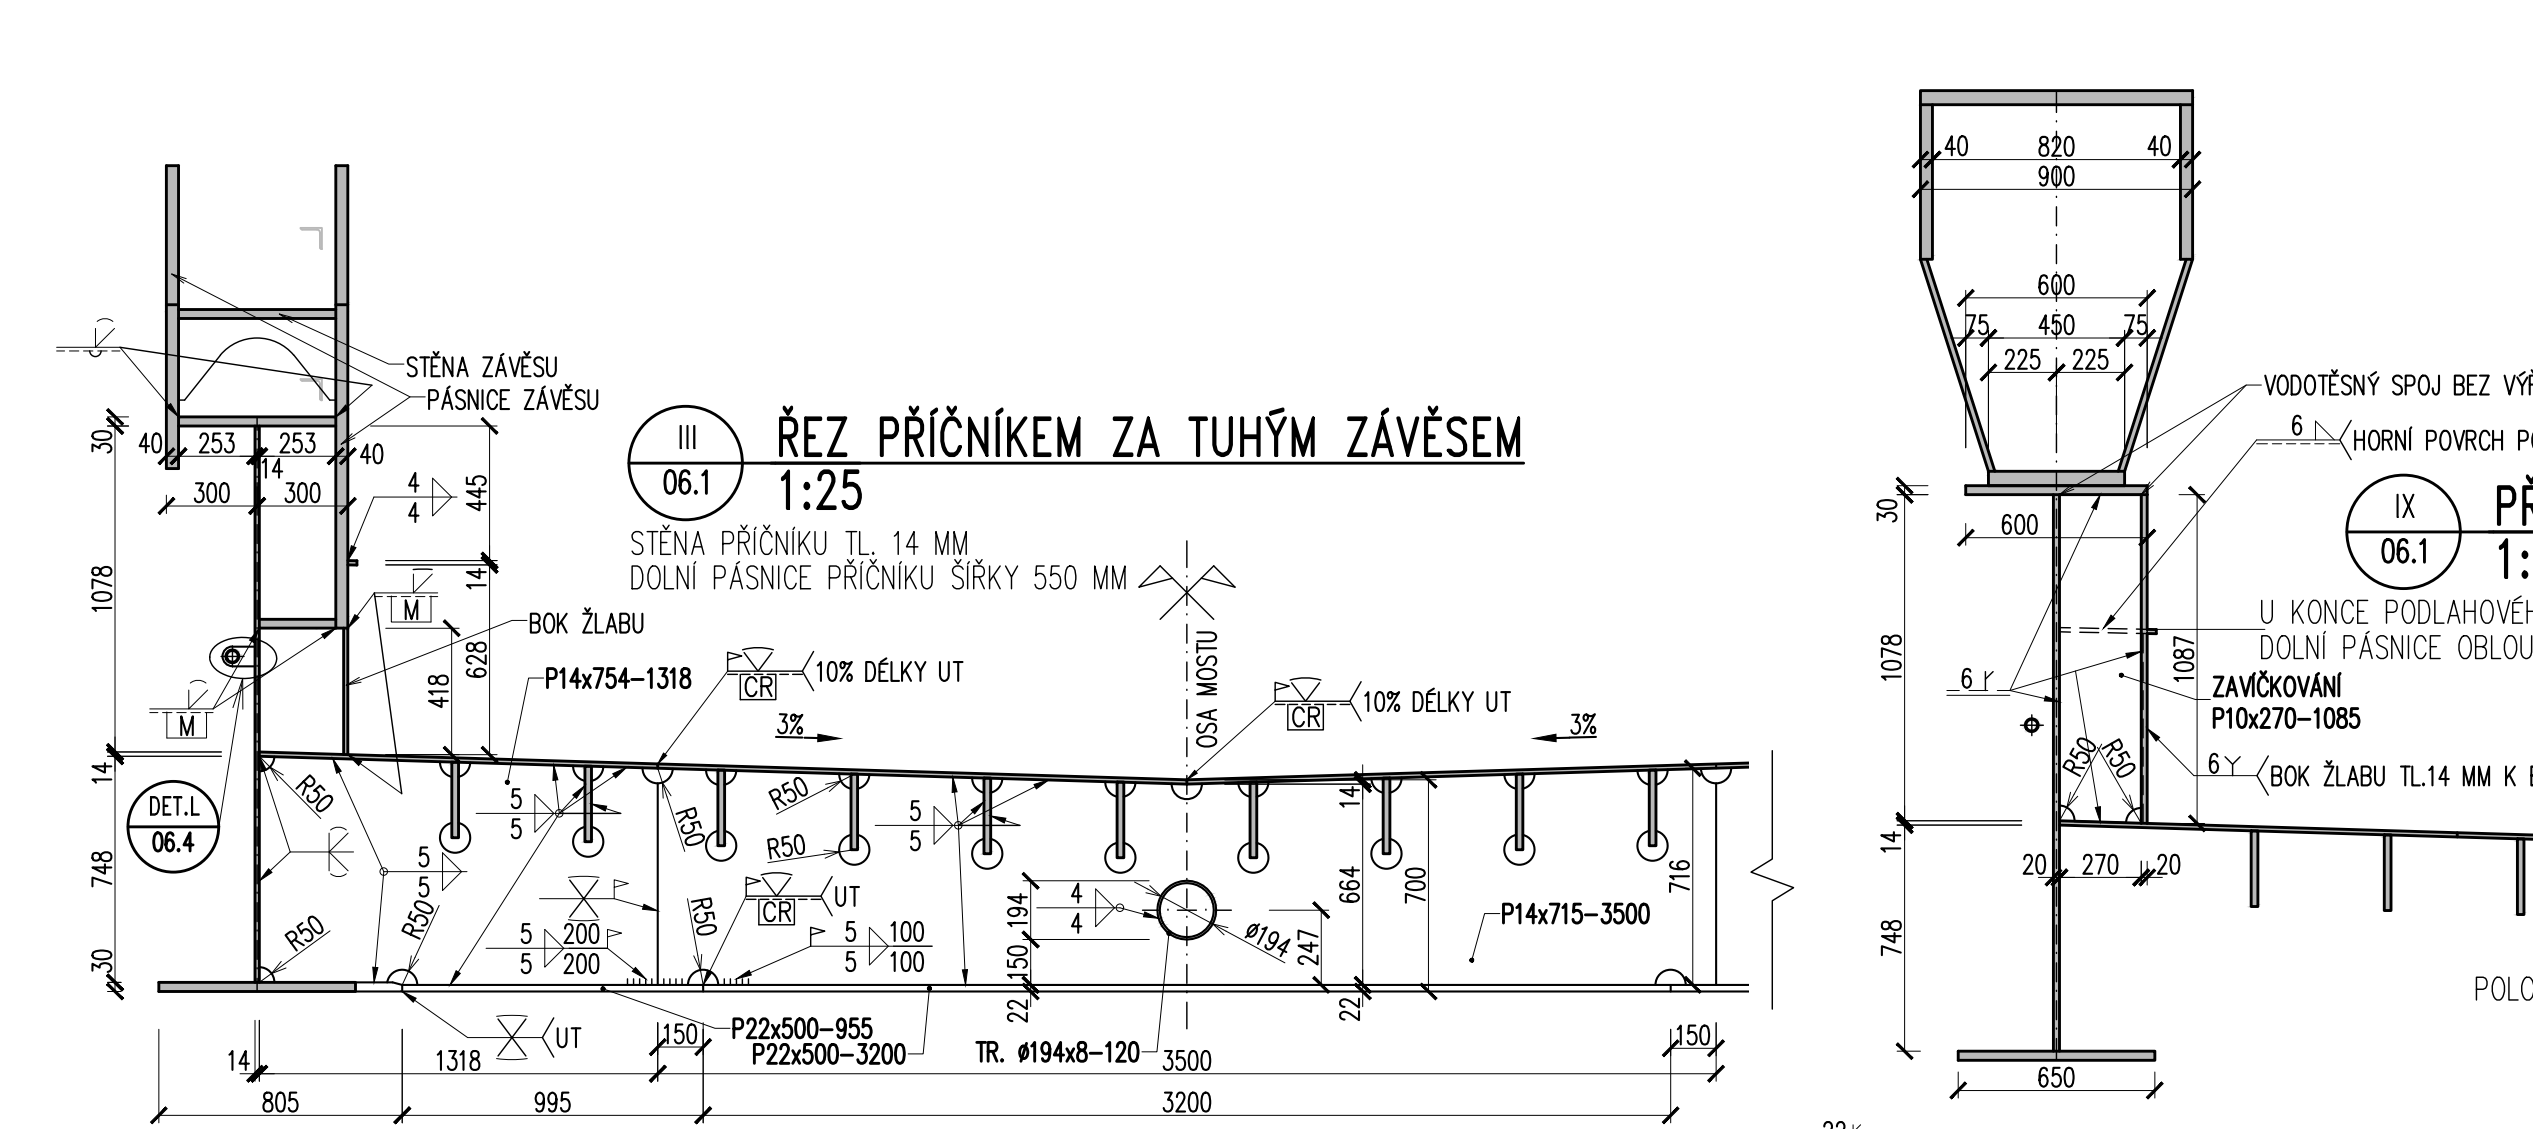 STĚNA ZÁVĚSU
PÁSNICE ZÁVĚSU
III
06.1
ŘEZ PŘÍČNÍKEM ZA TUHÝM ZÁVĚSEM
1:25
STĚNA PŘÍČNÍKU TL. 14 MM
DOLNÍ PÁSNICE PŘÍČNÍKU ŠÍŘKY 550 MM
30
40
253
253
14
40
300
300
4
4
445
14
1078
M
BOK ŽLABU
628
418
P14x754-1318
CR
10% DÉLKY UT
OSA MOSTU
CR
10% DÉLKY UT
M
3%
3%
14
DET.L
06.4
R50
5
5
R50
R50
R50
5
5
14
748
5
5
R50
R50
R50
CR
UT
5
200
5
200
5
100
5
100
194
150
22
4
4
ø194
247
664
22
700
716
P14x715-3500
30
UT
P22x500-955
P22x500-3200
TR. ø194x8-120
150
150
14
1318
3500
805
995
3200
40
820
40
900
600
75
450
75
225
225
VODOTĚSNÝ SPOJ BEZ
6
HORNÍ POVRCH
30
600
IX
06.1
1:
U KONCE
DOLNÍ PÁSNICE
1078
1087
6
ZAVÍČKOVÁNÍ
P10x270-1085
R50
R50
6
BOK ŽLABU TL.14 MM K
14
20
270
20
748
650